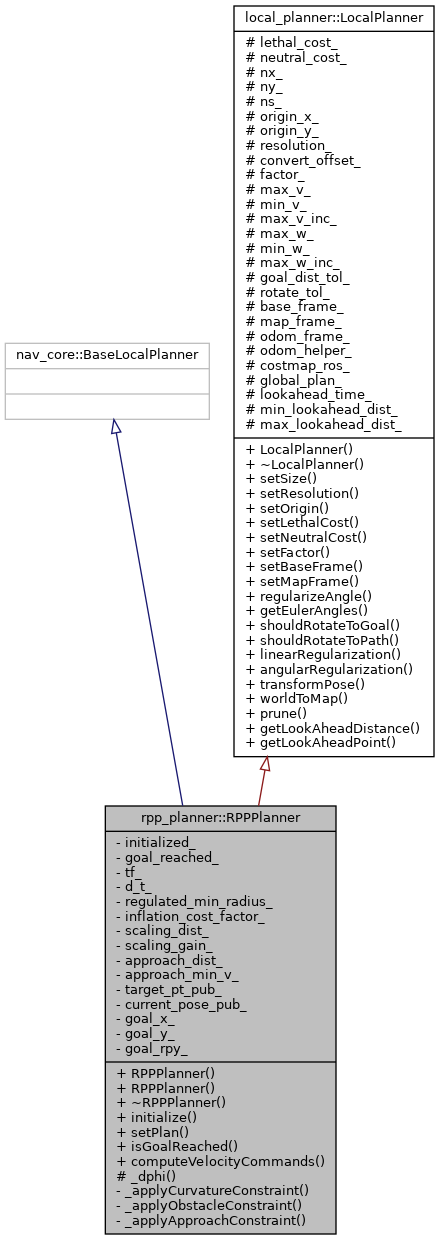 local_planner::LocalPlanner
# lethal_cost_
# neutral_cost_
# nx_
# ny_
# ns_
# origin_x_
# origin_y_
# resolution_
# convert_offset_
# factor_
# max_v_
# min_v_
# max_v_inc_
# max_w_
# min_w_
# max_w_inc_
# goal_dist_tol_
# rotate_tol_
# base_frame_
# map_frame_
# odom_frame_
# odom_helper_
# costmap_ros_
# global_plan_
# lookahead_time_
# min_lookahead_dist_
# max_lookahead_dist_
+ LocalPlanner()
+ ~LocalPlanner()
+ setSize()
+ setResolution()
+ setOrigin()
+ setLethalCost()
+ setNeutralCost()
+ setFactor()
+ setBaseFrame()
+ setMapFrame()
+ regularizeAngle()
+ getEulerAngles()
+ shouldRotateToGoal()
+ shouldRotateToPath()
+ linearRegularization()
+ angularRegularization()
+ transformPose()
+ worldToMap()
+ prune()
+ getLookAheadDistance()
+ getLookAheadPoint()
nav_core::BaseLocalPlanner
rpp_planner::RPPPlanner
- initialized_
- goal_reached_
- tf_
- d_t_
- regulated_min_radius_
- inflation_cost_factor_
- scaling_dist_
- scaling_gain_
- approach_dist_
- approach_min_v_
- target_pt_pub_
- current_pose_pub_
- goal_x_
- goal_y_
- goal_rpy_
+ RPPPlanner()
+ RPPPlanner()
+ ~RPPPlanner()
+ initialize()
+ setPlan()
+ isGoalReached()
+ computeVelocityCommands()
# _dphi()
- _applyCurvatureConstraint()
- _applyObstacleConstraint()
- _applyApproachConstraint()